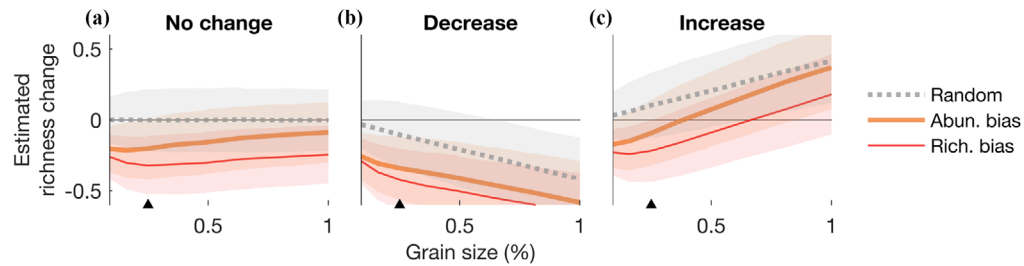 (a) No change
(b) Decrease
(c) Increase
Estimated
richness change
0.5
0
-0.5
0.5 1
0.5 1
0.5 1
Grain size (%)
Random
Abun. bias
Rich. bias